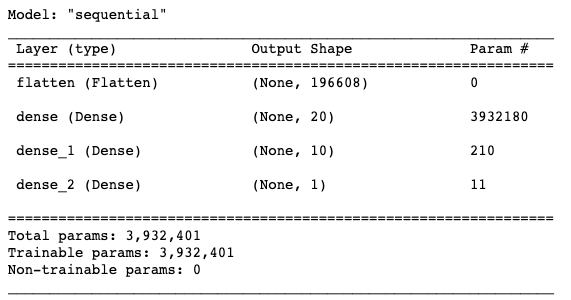 Model: "sequential"
Layer (type) Output Shape Param #
flatten (Flatten) (None, 196608) 0
dense (Dense) (None, 20) 3932180
dense_1 (Dense) (None, 10) 210
dense_2 (Dense) (None, 1) 11
Total params: 3,932,401
Trainable params: 3,932,401
Non-trainable params: 0